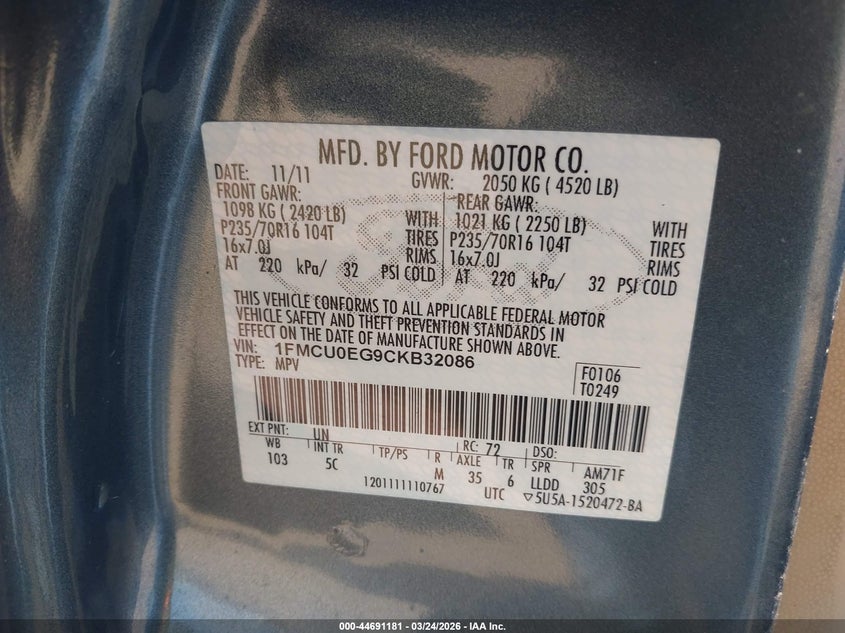 MFD. BY FORD MOTOR CO.
DATE: 11/11 GVWR: 2050 KG ( 4520 LB)
FRONT GAWR: REAR GAWR:
1098 KG ( 2420 LB) WITH 1021 KG ( 2250 LB) WITH
P235/70R16 104T TIRES P235/70R16 104T TIRES
16x7.0J RIMS 16x7.0J RIMS
AT 220 kPa/ 32 PSI COLD AT 220 kPa/ 32 PSI COLD
THIS VEHICLE CONFORMS TO ALL APPLICABLE FEDERAL MOTOR
VEHICLE SAFETY AND THEFT PREVENTION STANDARDS IN
EFFECT ON THE DATE OF MANUFACTURE SHOWN ABOVE.
VIN: 1FMCU0EG9CKB32086
TYPE: MPV
F0106
T0249
EXT PNT: UN RC: 72 DSO:
WB INT TR TP/PS R AXLE TR SPR AM71F
103 5C M 35 6 LLDD 305
1201111110767 UTC ▽5U5A-1520472-BA
000-44691181 - 03/24/2026 - IAA Inc.